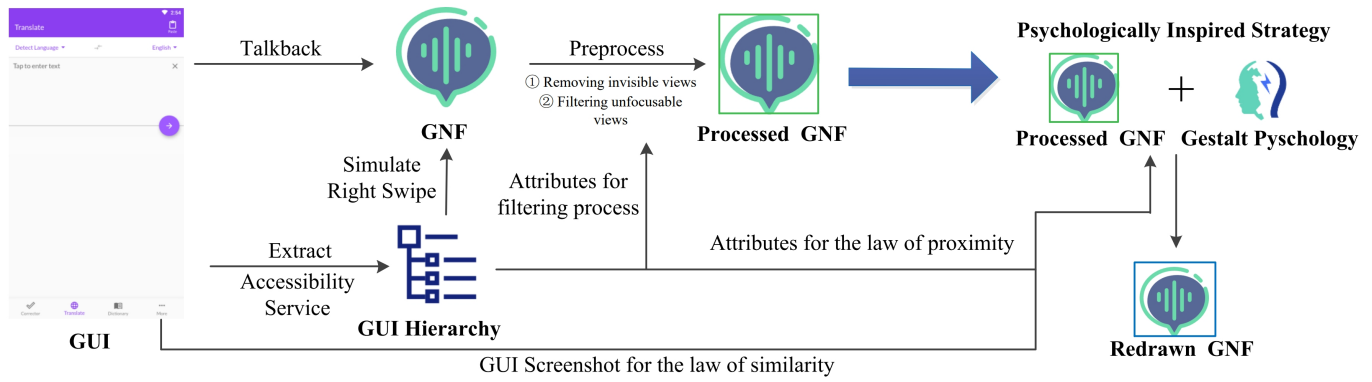 2:94
Translate
Paste
Detect Language
English
Tap to enter text
Converter
Translate
Dictionary
More
GUI
Talkback
GNF
Simulate
Right Swipe
Extract
Accessibility
Service
GUI Hierarchy
Preprocess
① Removing invisible views
② Filtering unfocusable
views
Processed GNF
Attributes for
filtering process
Attributes for the law of proximity
GUI Screenshot for the law of similarity
Psychologically Inspired Strategy
+
Processed GNF
Gestalt Pyschology
Redrawn GNF